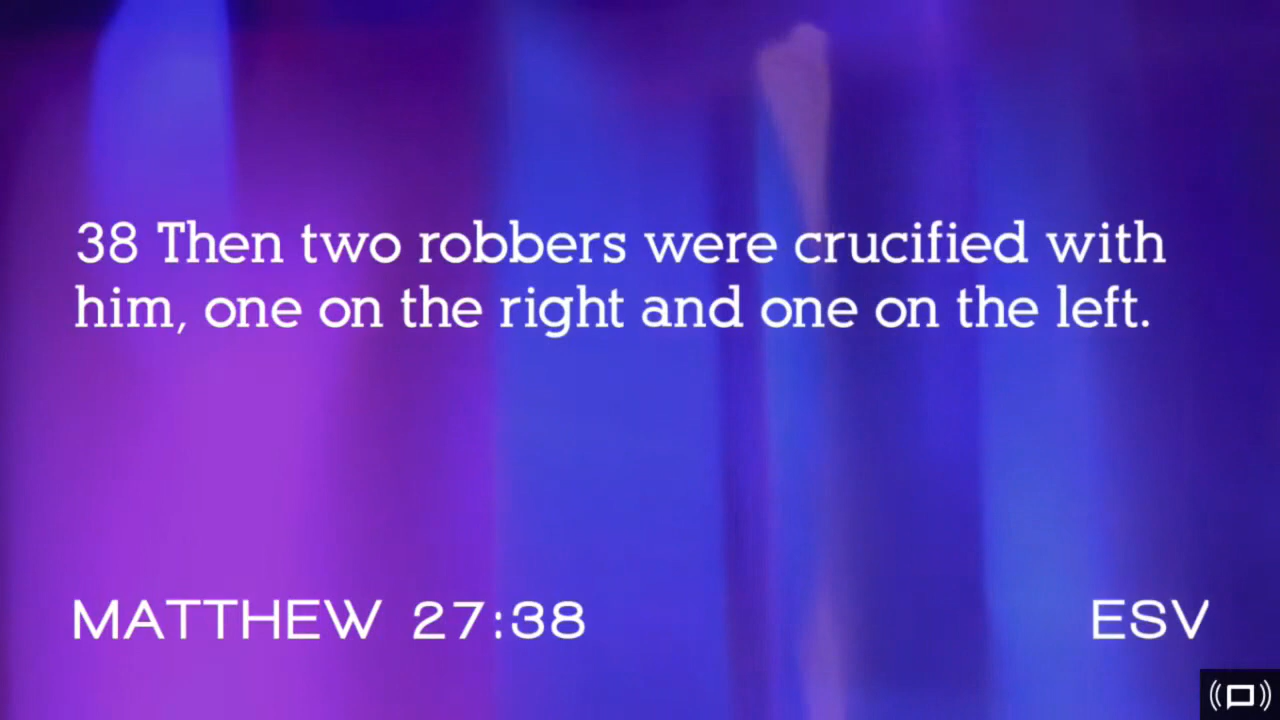 38 Then two robbers were crucified with
him, one on the right and one on the left.
MATTHEW 27:38
ESV